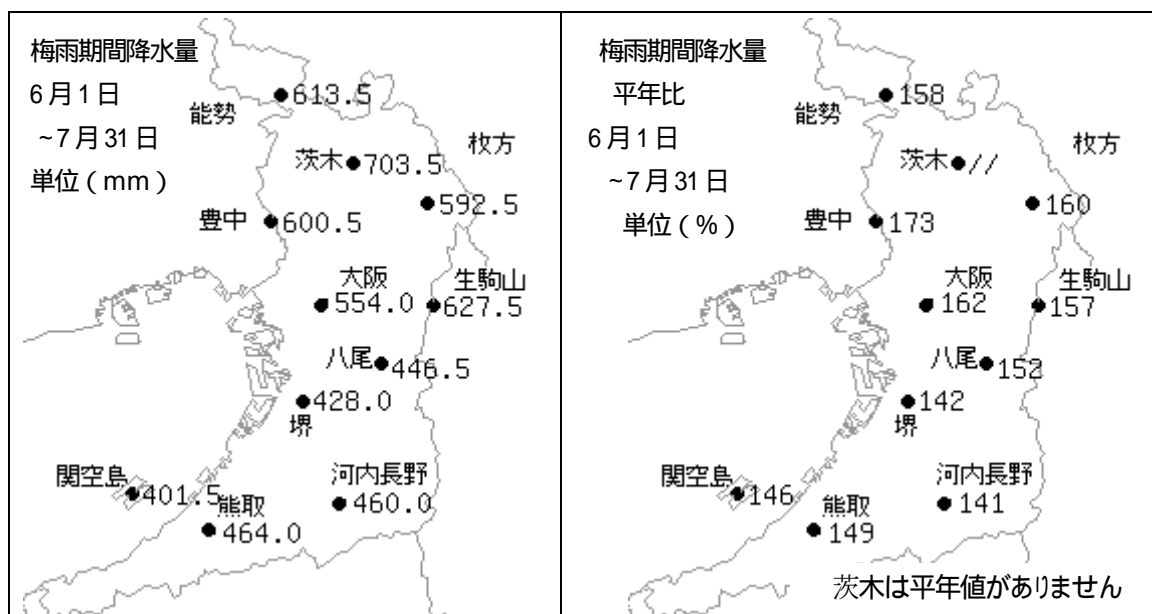 梅雨期間降水量
6月1日
~7月31日
単位（mm）
能勢
613.5
茨木
703.5
枚方
592.5
豊中
600.5
大阪
554.0
生駒山
627.5
八尾
446.5
428.0
堺
関空島
401.5
熊取
464.0
河内長野
460.0
梅雨期間降水量
平年比
6月1日
~7月31日
単位（%）
能勢
158
茨木
//
枚方
160
豊中
173
大阪
162
生駒山
157
八尾
152
142
堺
関空島
146
熊取
149
河内長野
141
茨木は平年値がありません